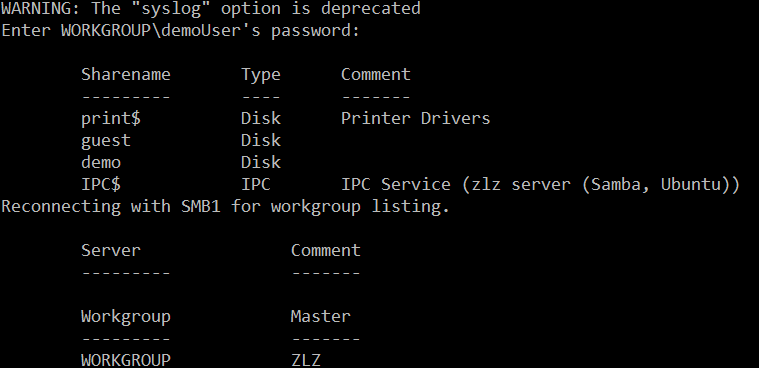 WARNING: The "syslog" option is deprecated
Enter WORKGROUP\demoUser's password:
Sharename Type Comment
--------- ---- -------
print$ Disk Printer Drivers
guest Disk
demo Disk
IPC$ IPC IPC Service (zlz server (Samba, Ubuntu))
Reconnecting with SMB1 for workgroup listing.
Server Comment
--------- -------
Workgroup Master
--------- -------
WORKGROUP ZLZ